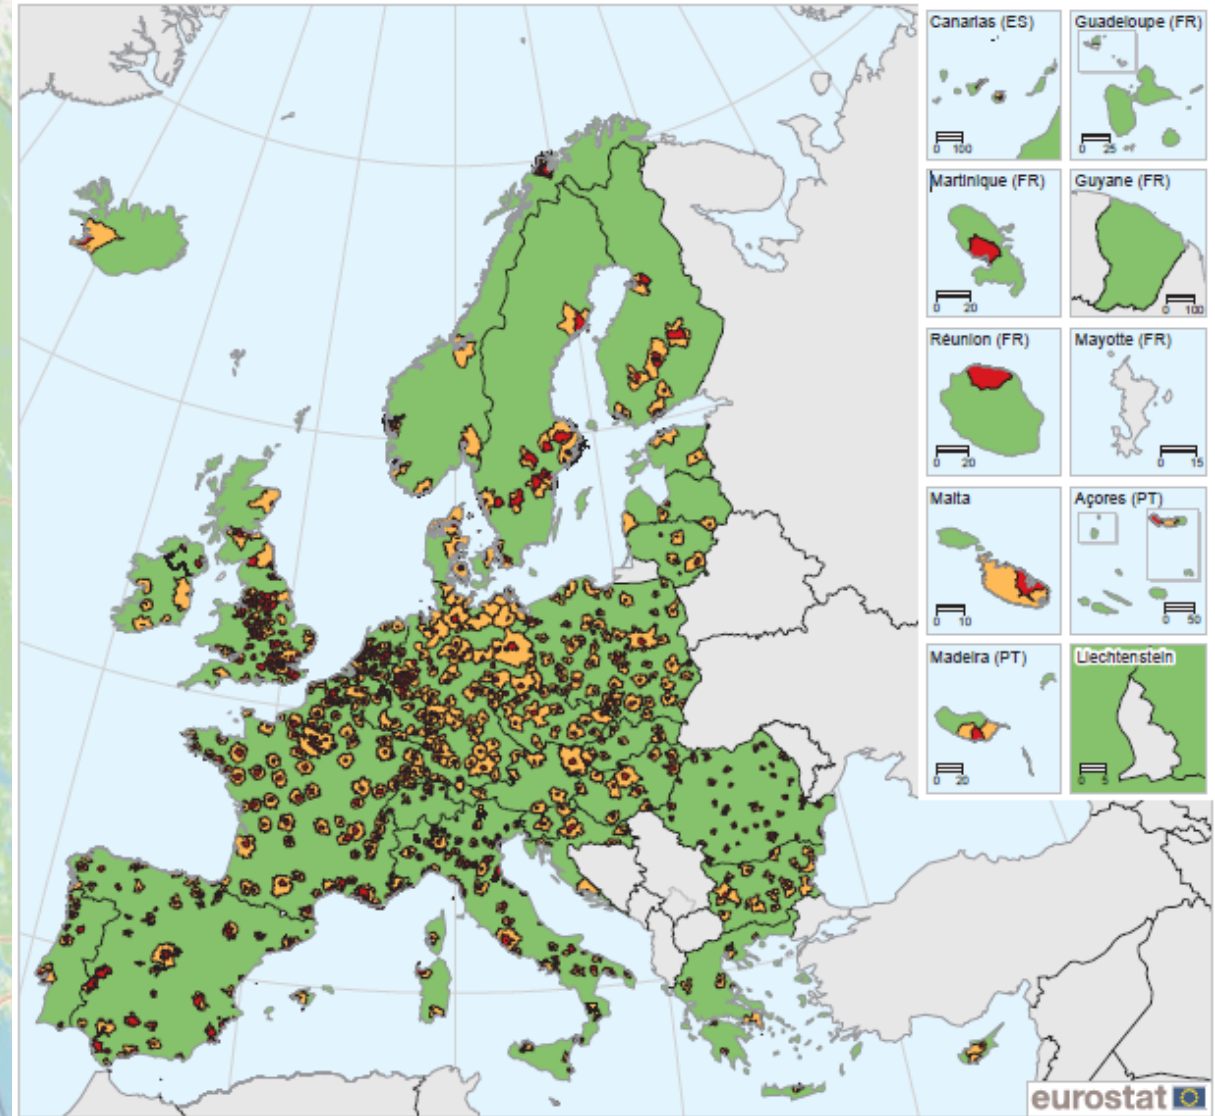 Canarias (ES)
0 100
Guadeloupe (FR)
0 25
Martinique (FR)
0 20
Guyane (FR)
0 100
Réunion (FR)
0 20
Mayotte (FR)
0 15
Malta
0 10
Açores (PT)
0 50
Madeira (PT)
0 20
Liechtenstein
0 5
eurostat